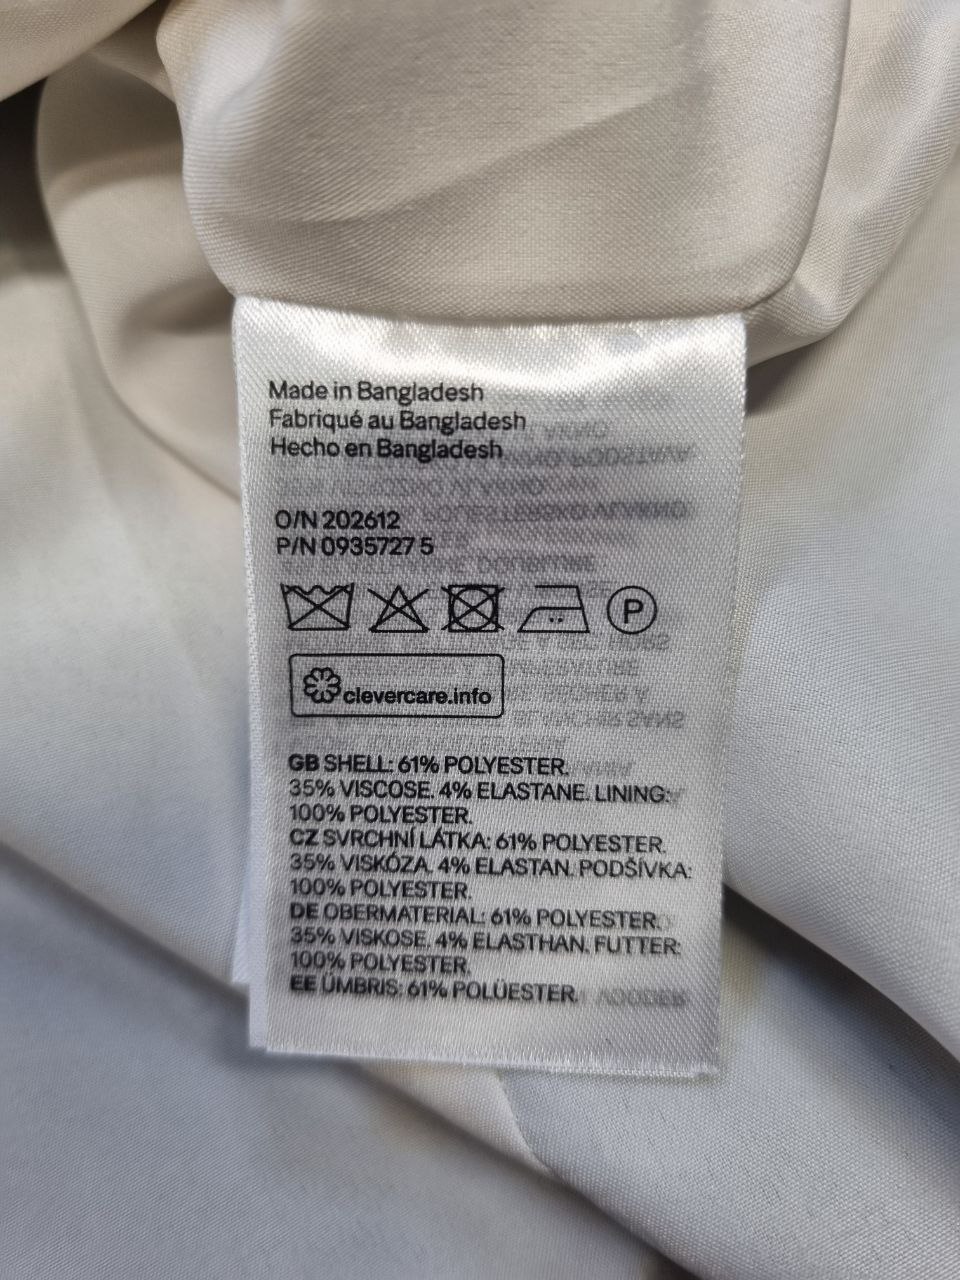 Made in Bangladesh
Fabriqué au Bangladesh
Hecho en Bangladesh
O/N 202612
P/N 0935727 5
P
clevercare.info
GB SHELL: 61% POLYESTER.
35% VISCOSE. 4% ELASTANE. LINING:
100% POLYESTER.
CZ SVRCHNÍ LÁTKA: 61% POLYESTER.
35% VISKÓZA. 4% ELASTAN. PODŠÍVKA:
100% POLYESTER.
DE OBERMATERIAL: 61% POLYESTER.
35% VISKOSE. 4% ELASTHAN. FUTTER:
100% POLYESTER.
EE ÜMBRIS: 61% POLÜESTER.